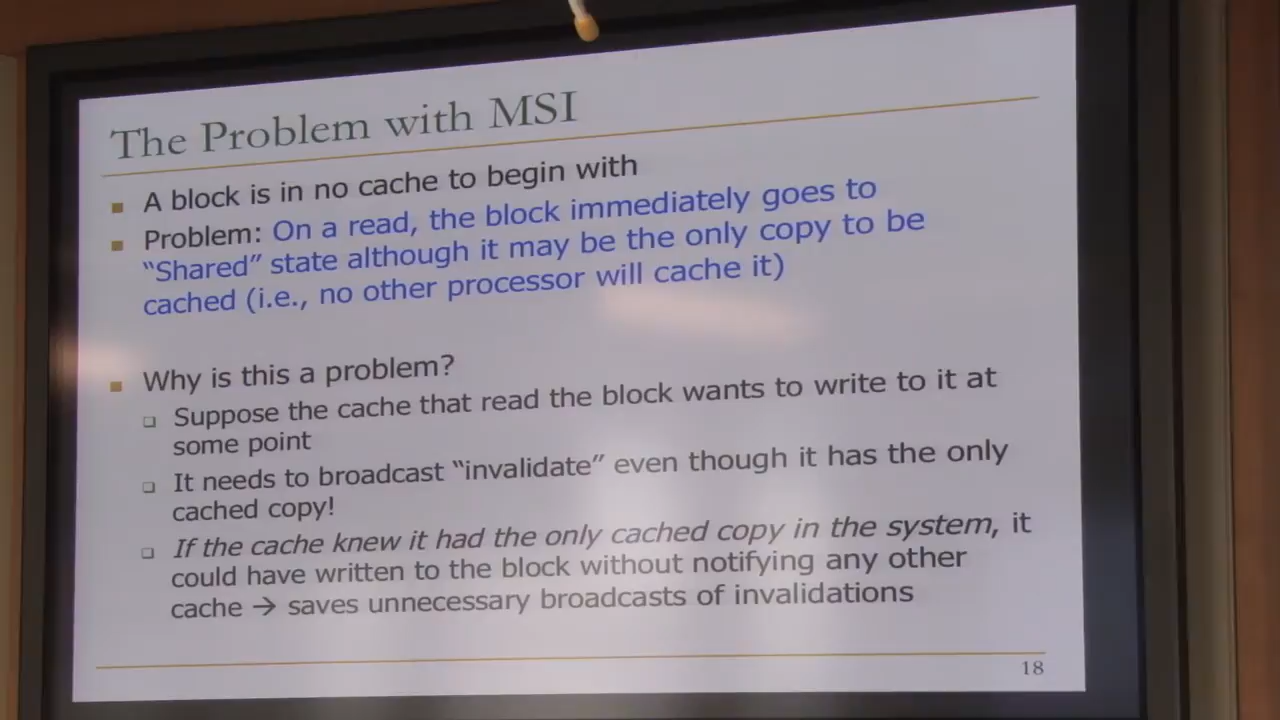 The Problem with MSI
A block is in no cache to begin with
Problem: On a read, the block immediately goes to
“Shared” state although it may be the only copy to be
cached (i.e., no other processor will cache it)
Why is this a problem?
Suppose the cache that read the block wants to write to it at
some point
It needs to broadcast “invalidate” even though it has the only
cached copy!
If the cache knew it had the only cached copy in the system, it
could have written to the block without notifying any other
cache → saves unnecessary broadcasts of invalidations
18